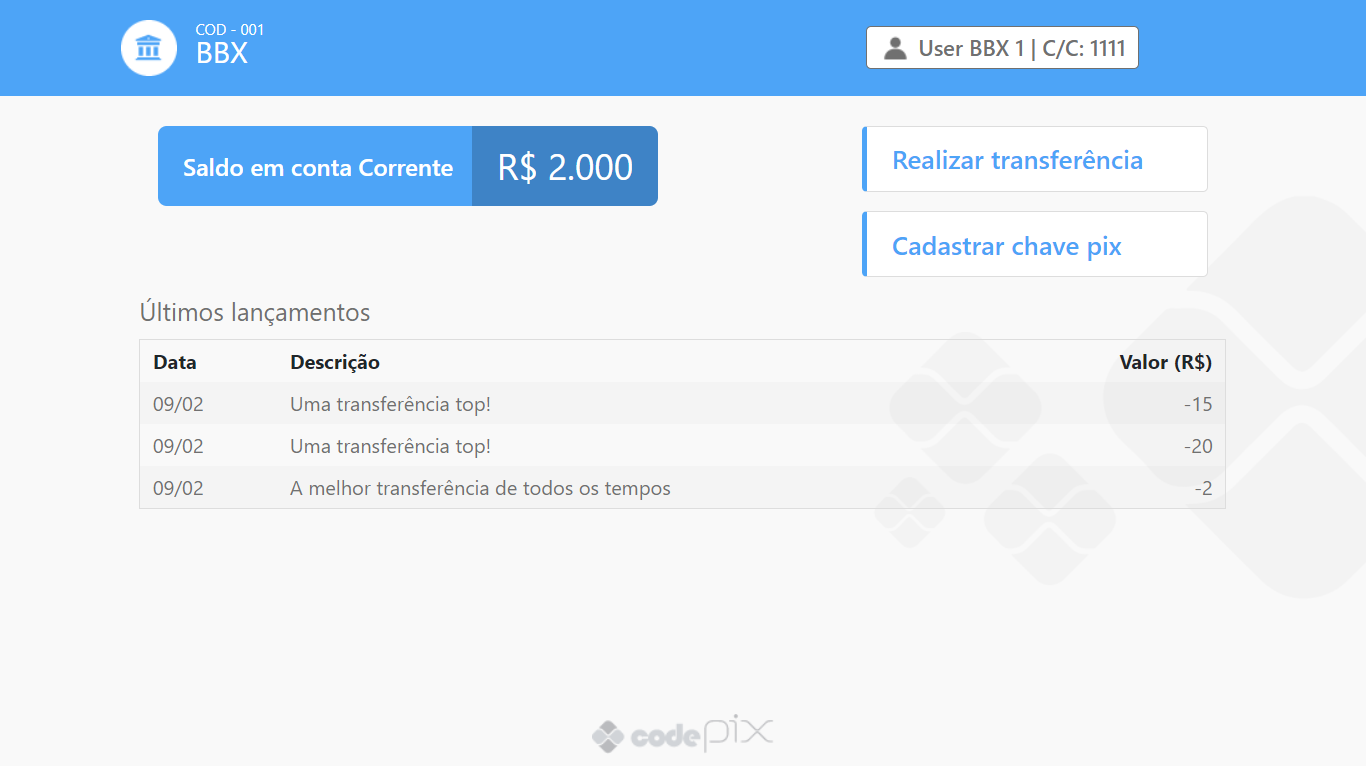 COD - 001
BBX
User BBX 1 | C/C: 1111
Saldo em conta Corrente
R$ 2.000
Realizar transferência
Cadastrar chave pix
Últimos lançamentos
Data Descrição Valor (R$)
09/02 Uma transferência top! -15
09/02 Uma transferência top! -20
09/02 A melhor transferência de todos os tempos -2
codepix